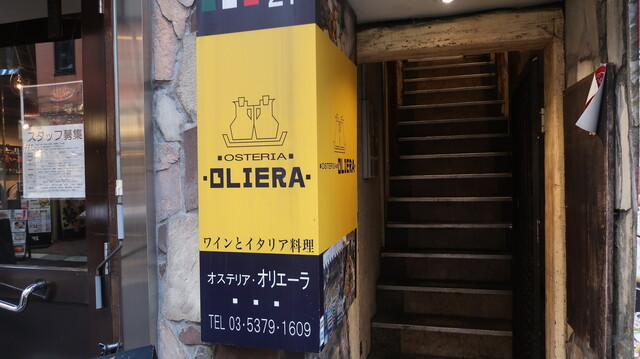 2F
OSTERIA
OLIERA
ワインとイタリア料理
オステリア・オリエーラ
TEL 03・5379・1609
OSTERIA
OLIERA
スタッフ募集